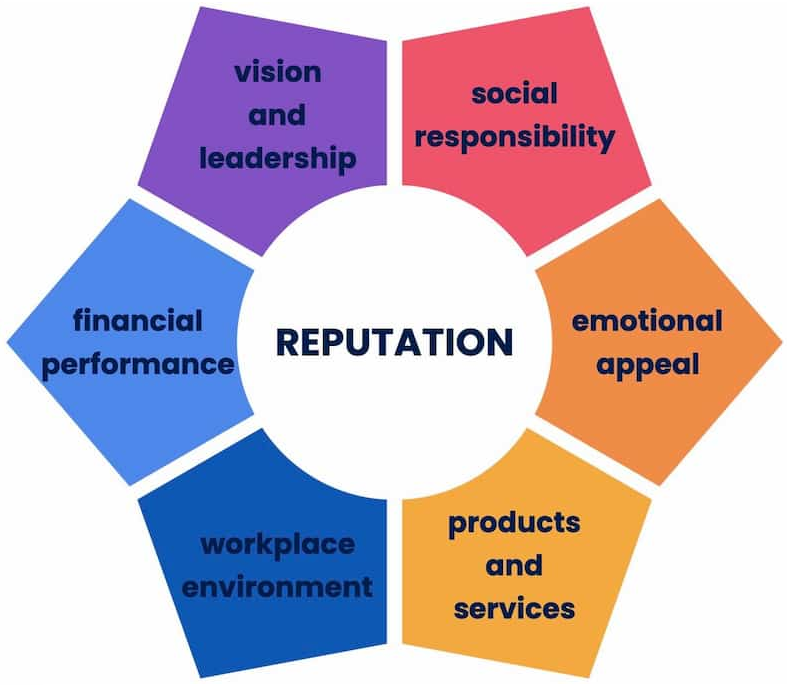 vision
and
leadership
social
responsibility
financial
performance
REPUTATION
emotional
appeal
workplace
environment
products
and
services